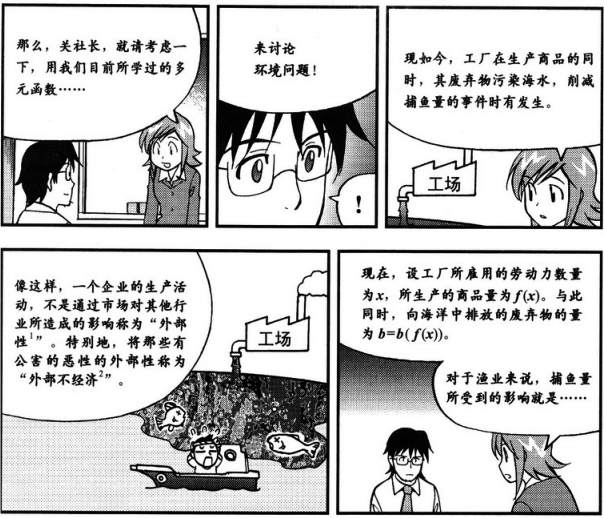 那么，关社长，就请考虑一
下，用我们目前所学过的多
元函数……
来讨论
环境问题！
！
现如今，工厂在生产商品的同
时，其废弃物污染海水，削减
捕鱼量的事件时有发生。
工场
像这样，一个企业的生产活
动，不是通过市场对其他行
业所造成的影响称为“外部
性¹”。特别地，将那些有
公害的恶性的外部性称为
“外部不经济²”。
工场
现在，设工厂所雇用的劳动力数量
为x，所生产的商品量为f(x)。与此
同时，向海洋中排放的废弃物的量
为b=b( f(x))。
对于渔业来说，捕鱼量
所受到的影响就是……